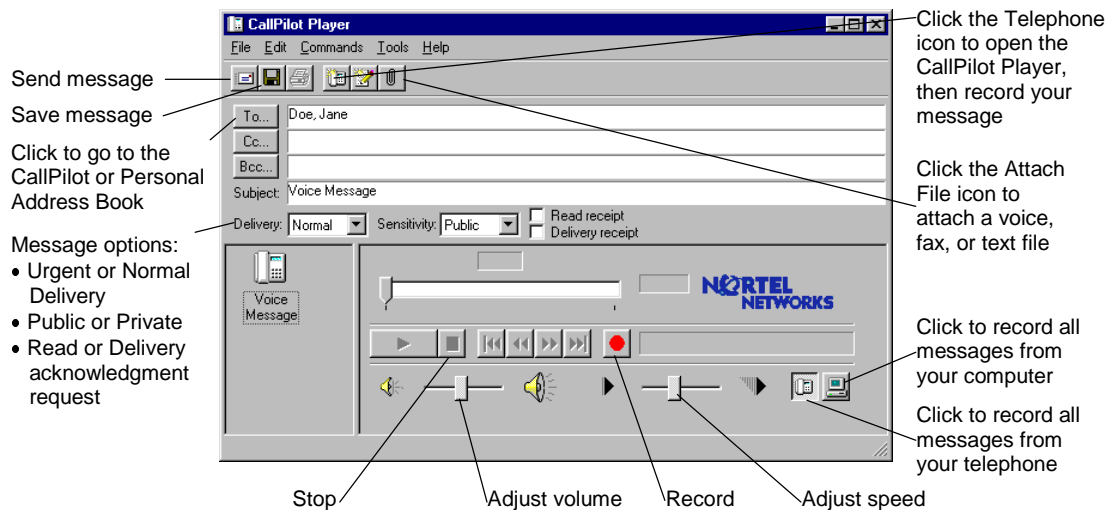 CallPilot Player
File Edit Commands Tools Help
Send message
Save message
Click to go to the
CallPilot or Personal
Address Book
Message options:
• Urgent or Normal
Delivery
• Public or Private
• Read or Delivery
acknowledgment
request
To... Doe, Jane
Cc...
Bcc...
Subject: Voice Message
Delivery: Normal Sensitivity: Public Read receipt
Delivery receipt
Voice
Message
NORTEL
NETWORKS
Click the Telephone
icon to open the
CallPilot Player,
then record your
message
Click the Attach
File icon to
attach a voice,
fax, or text file
Click to record all
messages from
your computer
Click to record all
messages from
your telephone
Stop Adjust volume Record Adjust speed